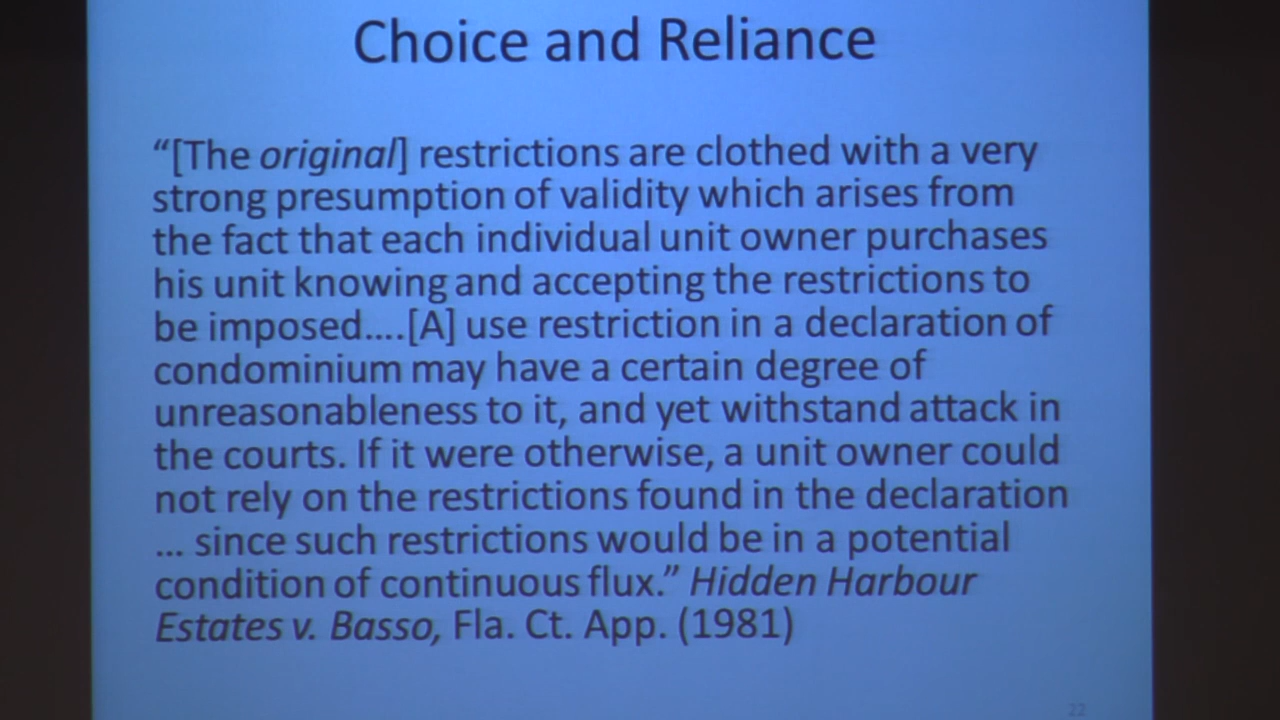 Choice and Reliance
“[The original] restrictions are clothed with a very
strong presumption of validity which arises from
the fact that each individual unit owner purchases
his unit knowing and accepting the restrictions to
be imposed….[A] use restriction in a declaration of
condominium may have a certain degree of
unreasonableness to it, and yet withstand attack in
the courts. If it were otherwise, a unit owner could
not rely on the restrictions found in the declaration
… since such restrictions would be in a potential
condition of continuous flux.” Hidden Harbour
Estates v. Basso, Fla. Ct. App. (1981)
22